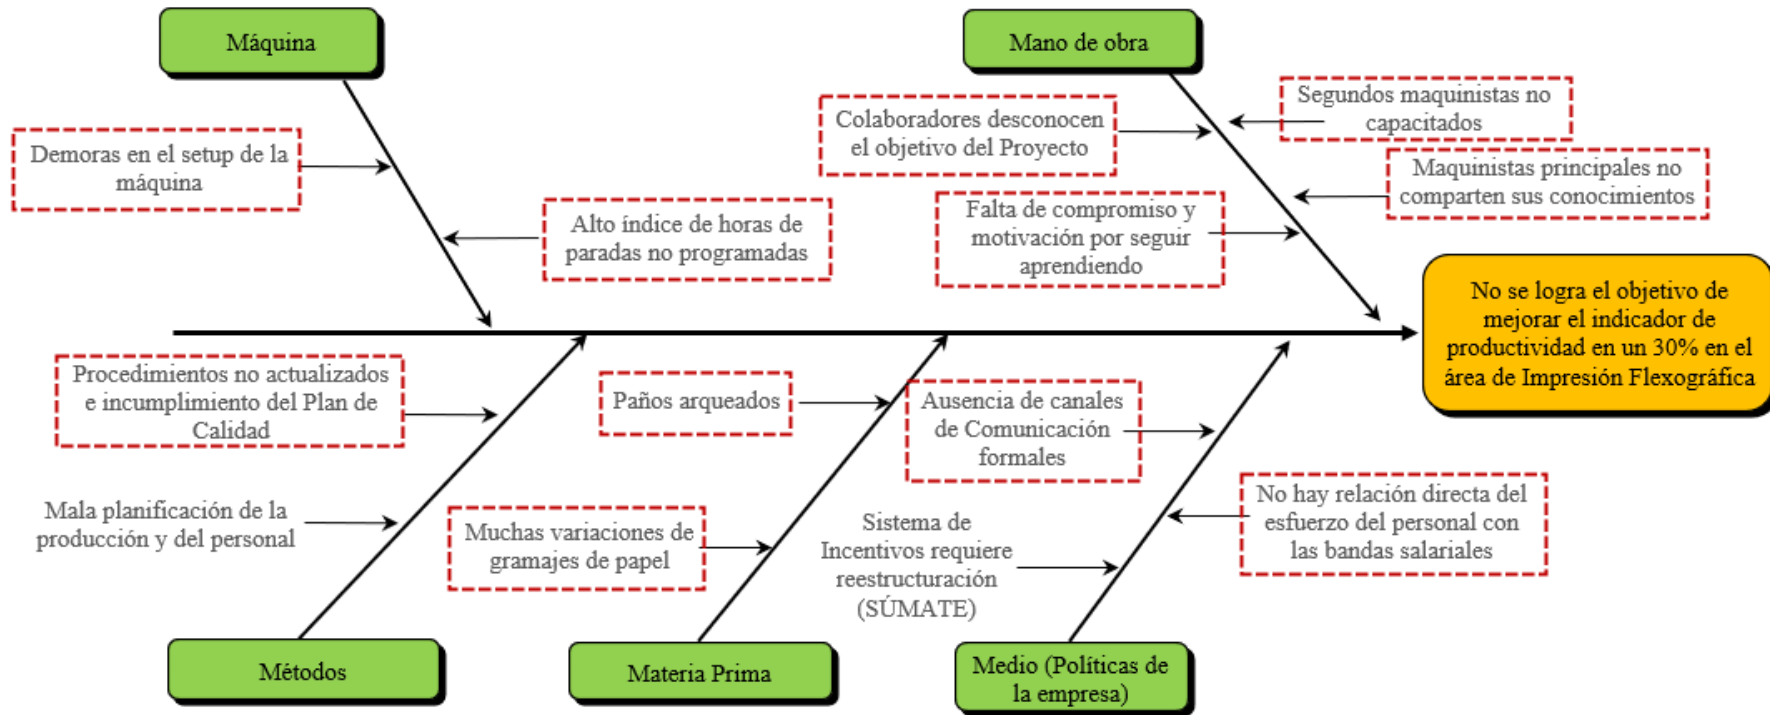 Máquina
Mano de obra
Demoras en el setup de la
máquina
Alto índice de horas de
paradas no programadas
Colaboradores desconocen
el objetivo del Proyecto
Segundos maquinistas no
capacitados
Maquinistas principales no
comparten sus conocimientos
Falta de compromiso y
motivación por seguir
aprendiendo
No se logra el objetivo de
mejorar el indicador de
productividad en un 30% en el
área de Impresión Flexográfica
Procedimientos no actualizados
e incumplimiento del Plan de
Calidad
Mala planificación de la
producción y del personal
Paños arqueados
Muchas variaciones de
gramajes de papel
Ausencia de canales
de Comunicación
formales
Sistema de
Incentivos requiere
reestructuración
(SÚMATE)
No hay relación directa del
esfuerzo del personal con
las bandas salariales
Métodos
Materia Prima
Medio (Políticas de
la empresa)